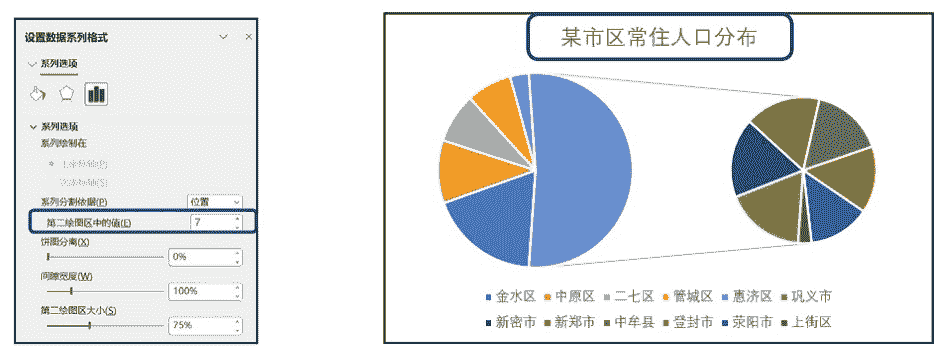 设置数据系列格式
系列选项
系列选项
系列绘制在
系列分割依据(P) 位置
第二绘图区中的值(E) 7
饼图分离(X)
0%
间隙宽度(W)
100%
第二绘图区大小(S)
75%
某市区常住人口分布
金水区 中原区 二七区 管城区 惠济区 巩义市
新密市 新郑市 中牟县 登封市 荥阳市 上街区